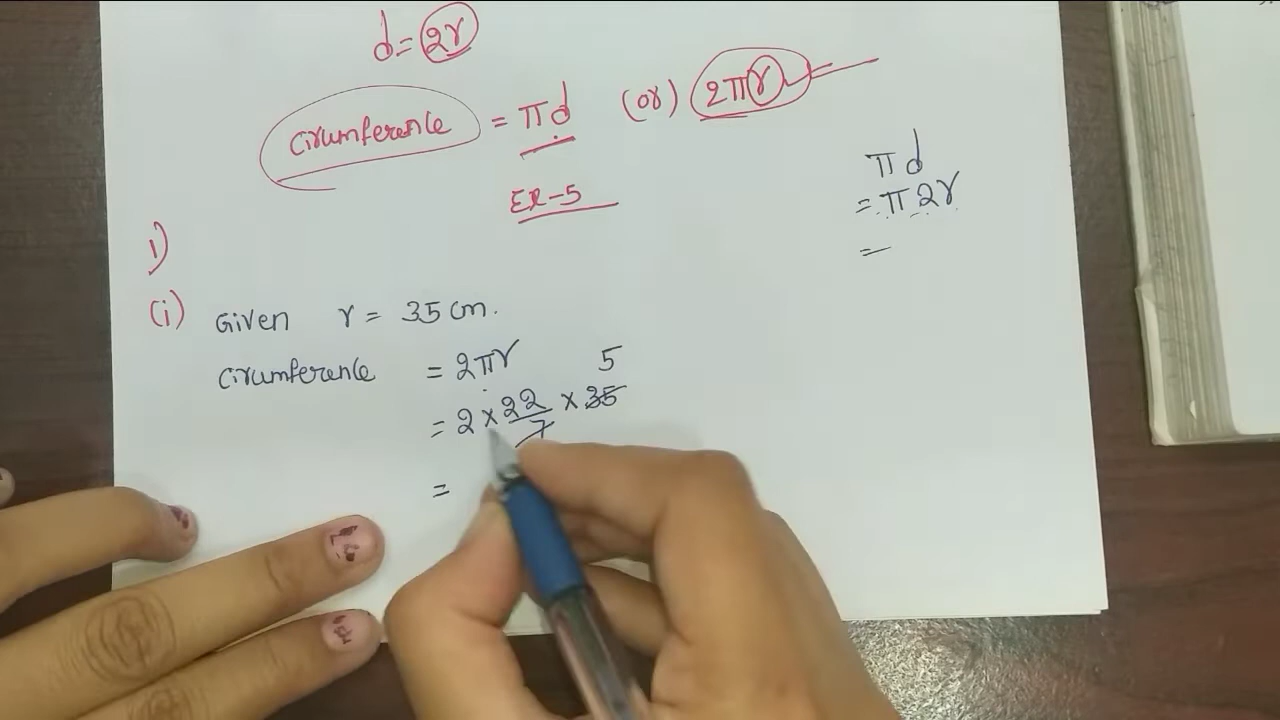 d = 2r
circumference = πd (or) 2πr
πd
= π 2r
=
Ex-5
1)
(i) Given r = 35 cm.
circumference = 2πr
5
= 2 × 22/7 × 35
=